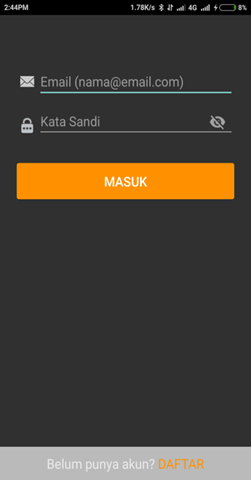 2:44PM 1.78K/s 4G 8%
Email (nama@email.com)
Kata Sandi
MASUK
Belum punya akun? DAFTAR